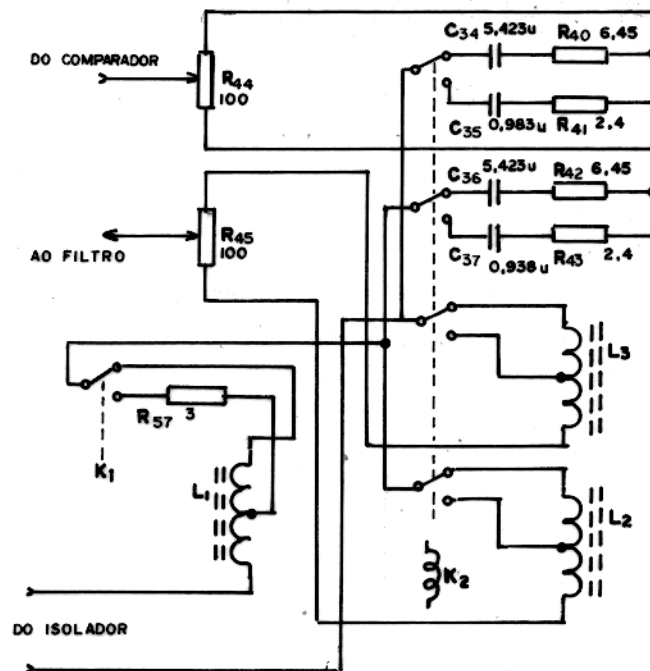 C34 5,423u R40 6,45
DO COMPARADOR
R44
100
C35 0,983u R41 2,4
C36 5,423u R42 6,45
R45
100
AO FILTRO
C37 0,938u R43 2,4
L3
R57 3
K1
L1
L2
K2
DO ISOLADOR